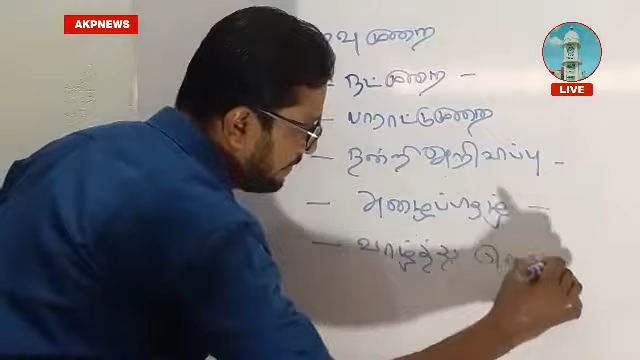 AKPNEWS
LIVE
வு முறை
- நட்முறை -
- பாராட்டுமுறை
- நன்றி அறிவிப்பு -
- அழைப்பிதழ் -
- வாழ்த்து